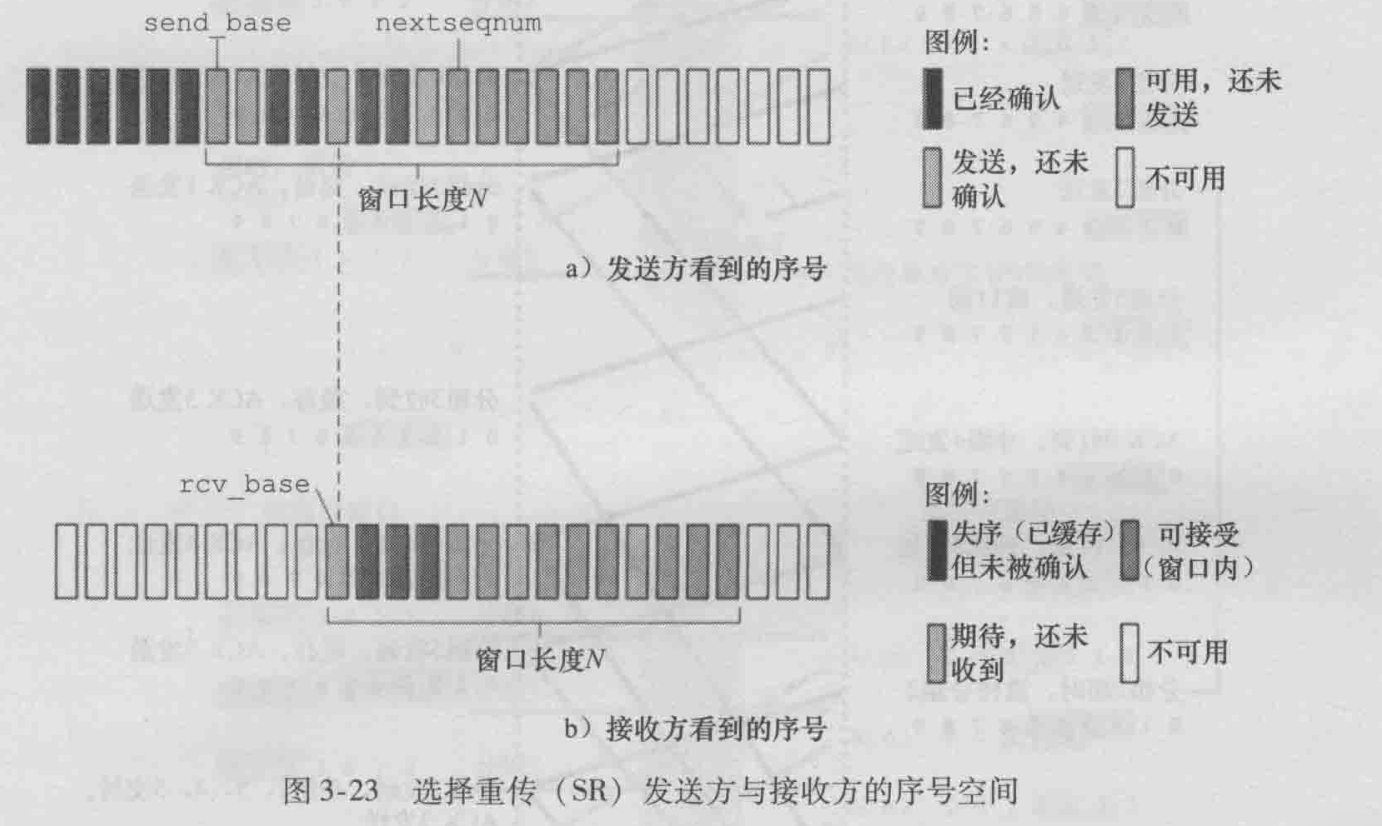 send_base
nextseqnum
图例:
已经确认
可用，还未
发送
发送，还未
确认
不可用
窗口长度N
a）发送方看到的序号
rcv_base
图例:
失序（已缓存）
但未被确认
可接受
（窗口内）
期待，还未
收到
不可用
窗口长度N
b）接收方看到的序号
图 3-23 选择重传（SR）发送方与接收方的序号空间